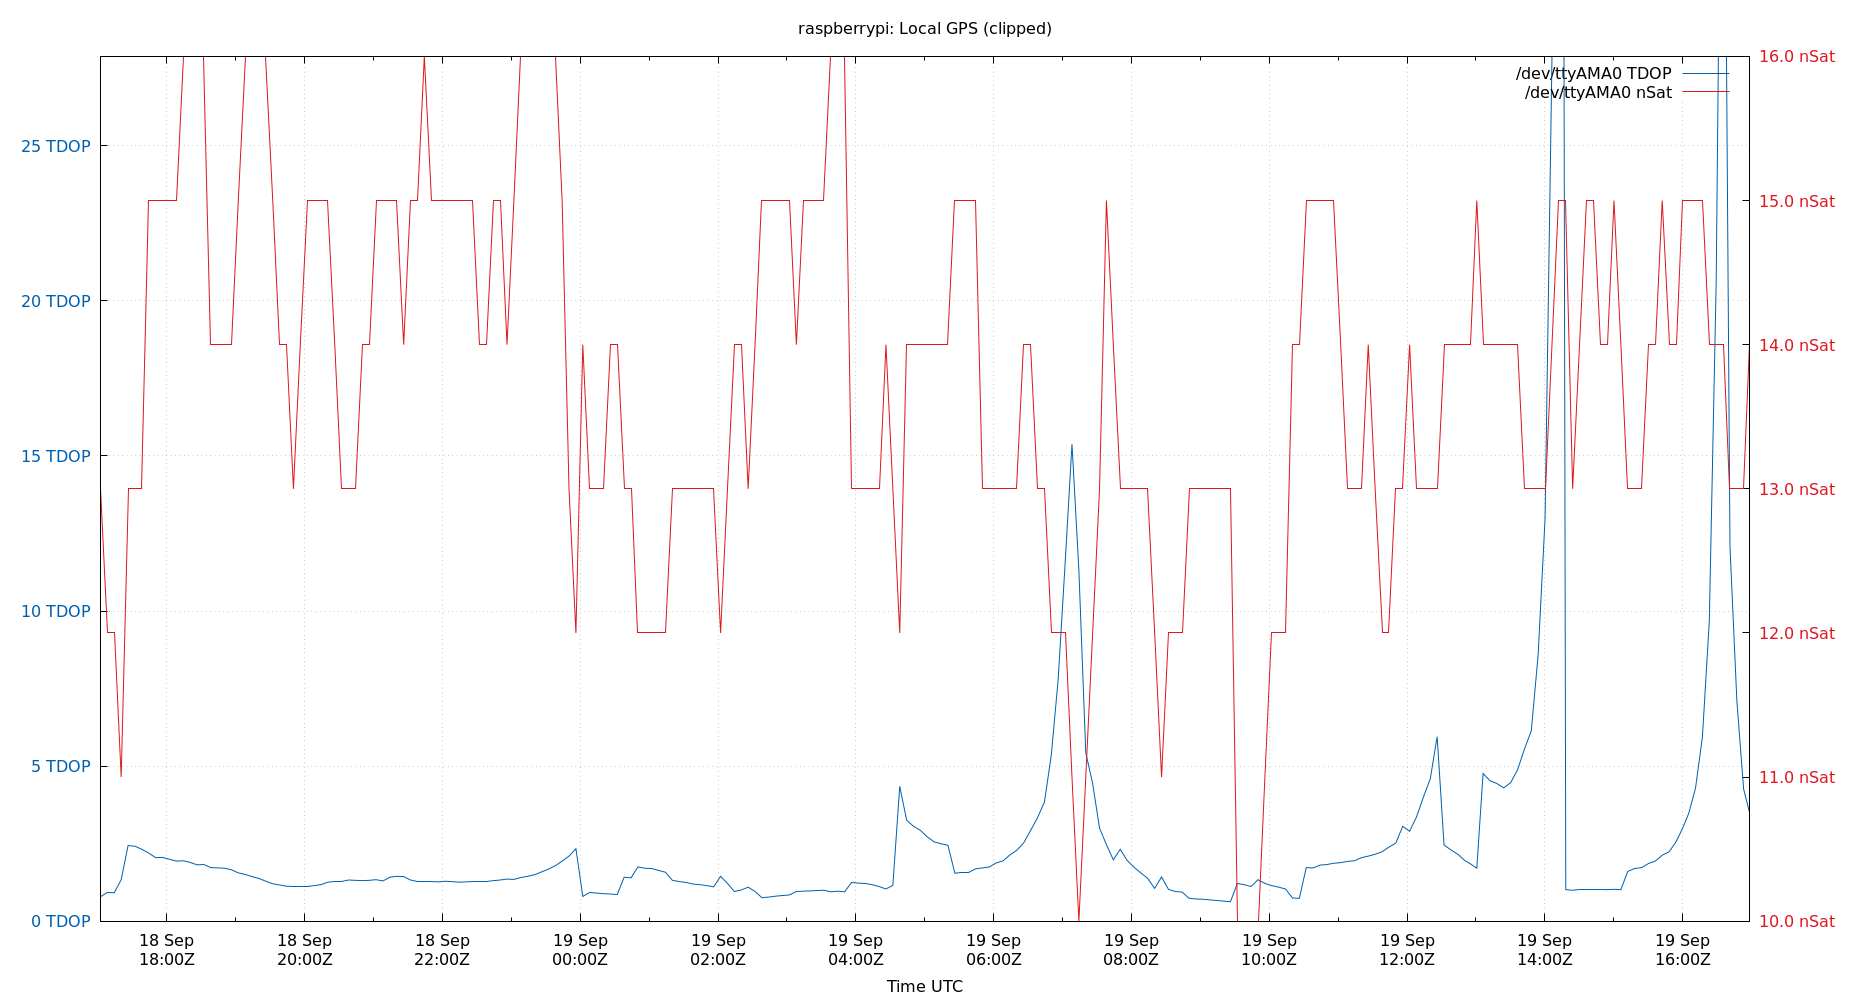 raspberrypi: Local GPS (clipped)
16.0 nSat
/dev/ttyAMA0 TDOP
/dev/ttyAMA0 nSat
25 TDOP
15.0 nSat
20 TDOP
14.0 nSat
15 TDOP
13.0 nSat
10 TDOP
12.0 nSat
5 TDOP
11.0 nSat
0 TDOP
10.0 nSat
18 Sep 18 Sep 18 Sep 19 Sep 19 Sep 19 Sep 19 Sep 19 Sep 19 Sep 19 Sep 19 Sep 19 Sep
18:00Z 20:00Z 22:00Z 00:00Z 02:00Z 04:00Z 06:00Z 08:00Z 10:00Z 12:00Z 14:00Z 16:00Z
Time UTC